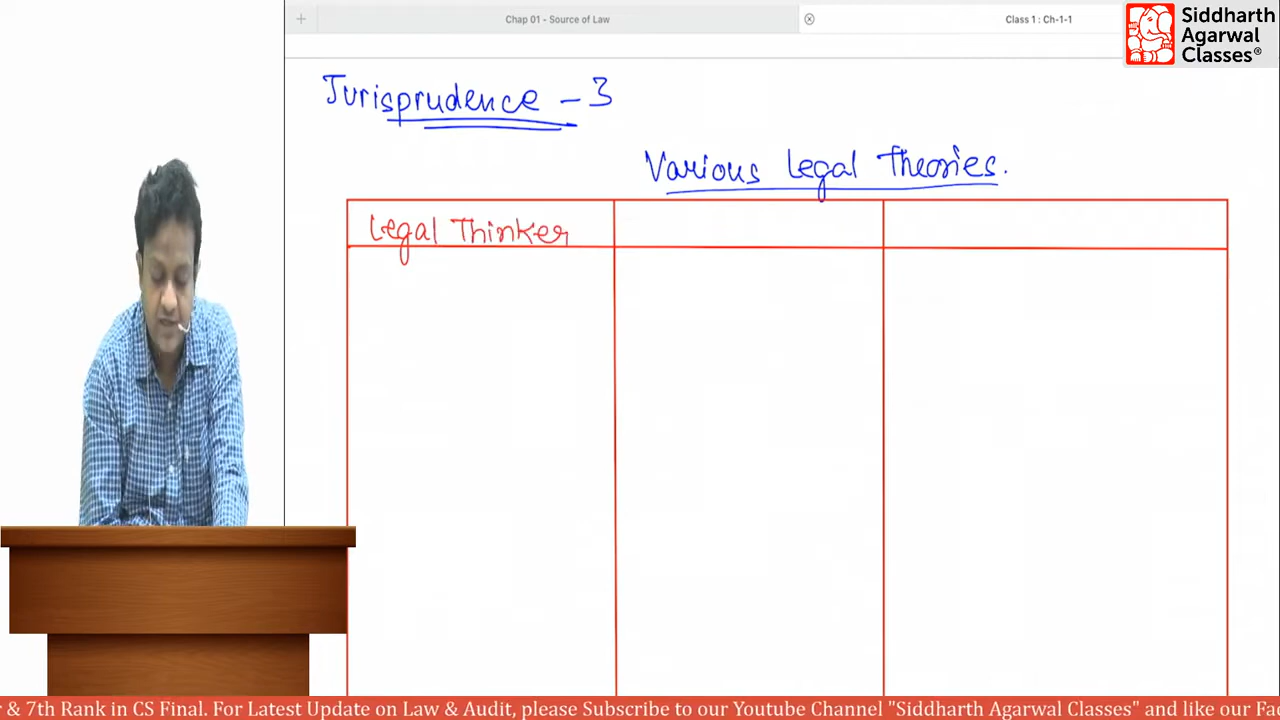 Chap 01 - Source of Law
Class 1 : Ch-1-1
Siddharth
Agarwal
Classes®
Jurisprudence - 3
Various Legal Theories.
Legal Thinker
& 7th Rank in CS Final. For Latest Update on Law & Audit, please Subscribe to our Youtube Channel "Siddharth Agarwal Classes" and like our